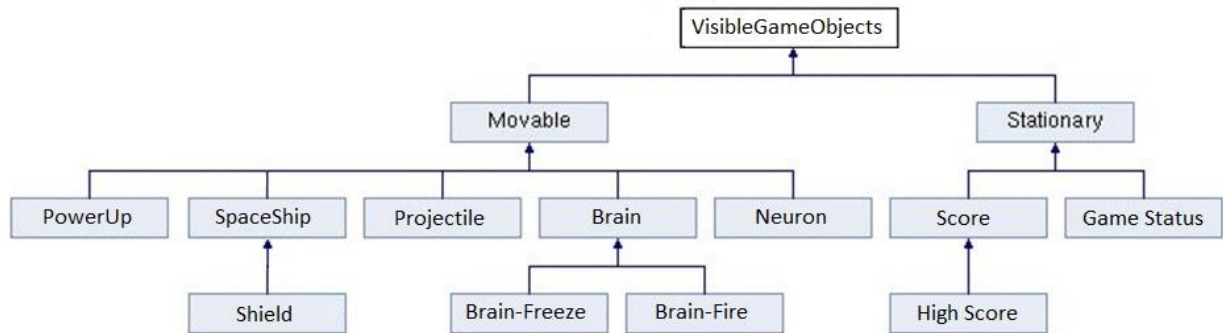 VisibleGameObjects
Movable
Stationary
PowerUp
SpaceShip
Projectile
Brain
Neuron
Score
Game Status
Shield
Brain-Freeze
Brain-Fire
High Score